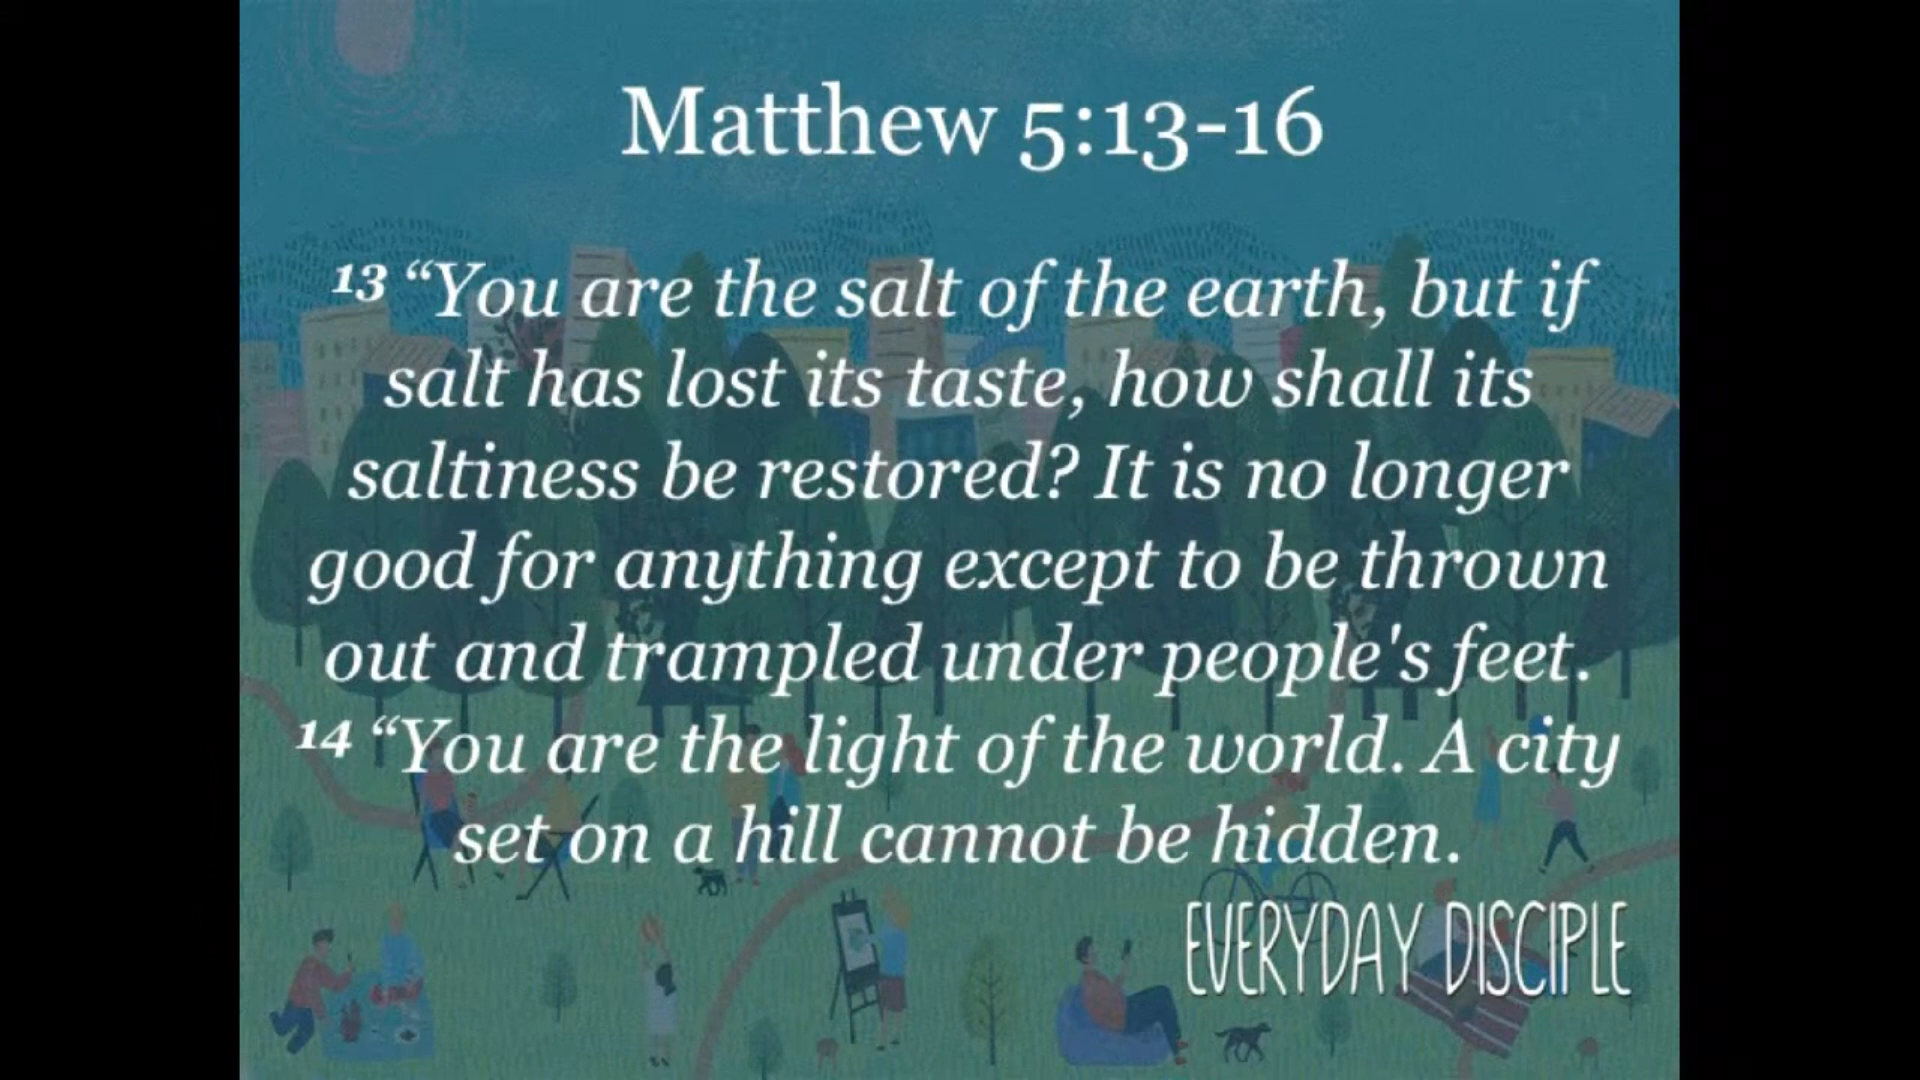 Matthew 5:13-16
13 “You are the salt of the earth, but if
salt has lost its taste, how shall its
saltiness be restored? It is no longer
good for anything except to be thrown
out and trampled under people's feet.
14 “You are the light of the world. A city
set on a hill cannot be hidden.
EVERYDAY DISCIPLE